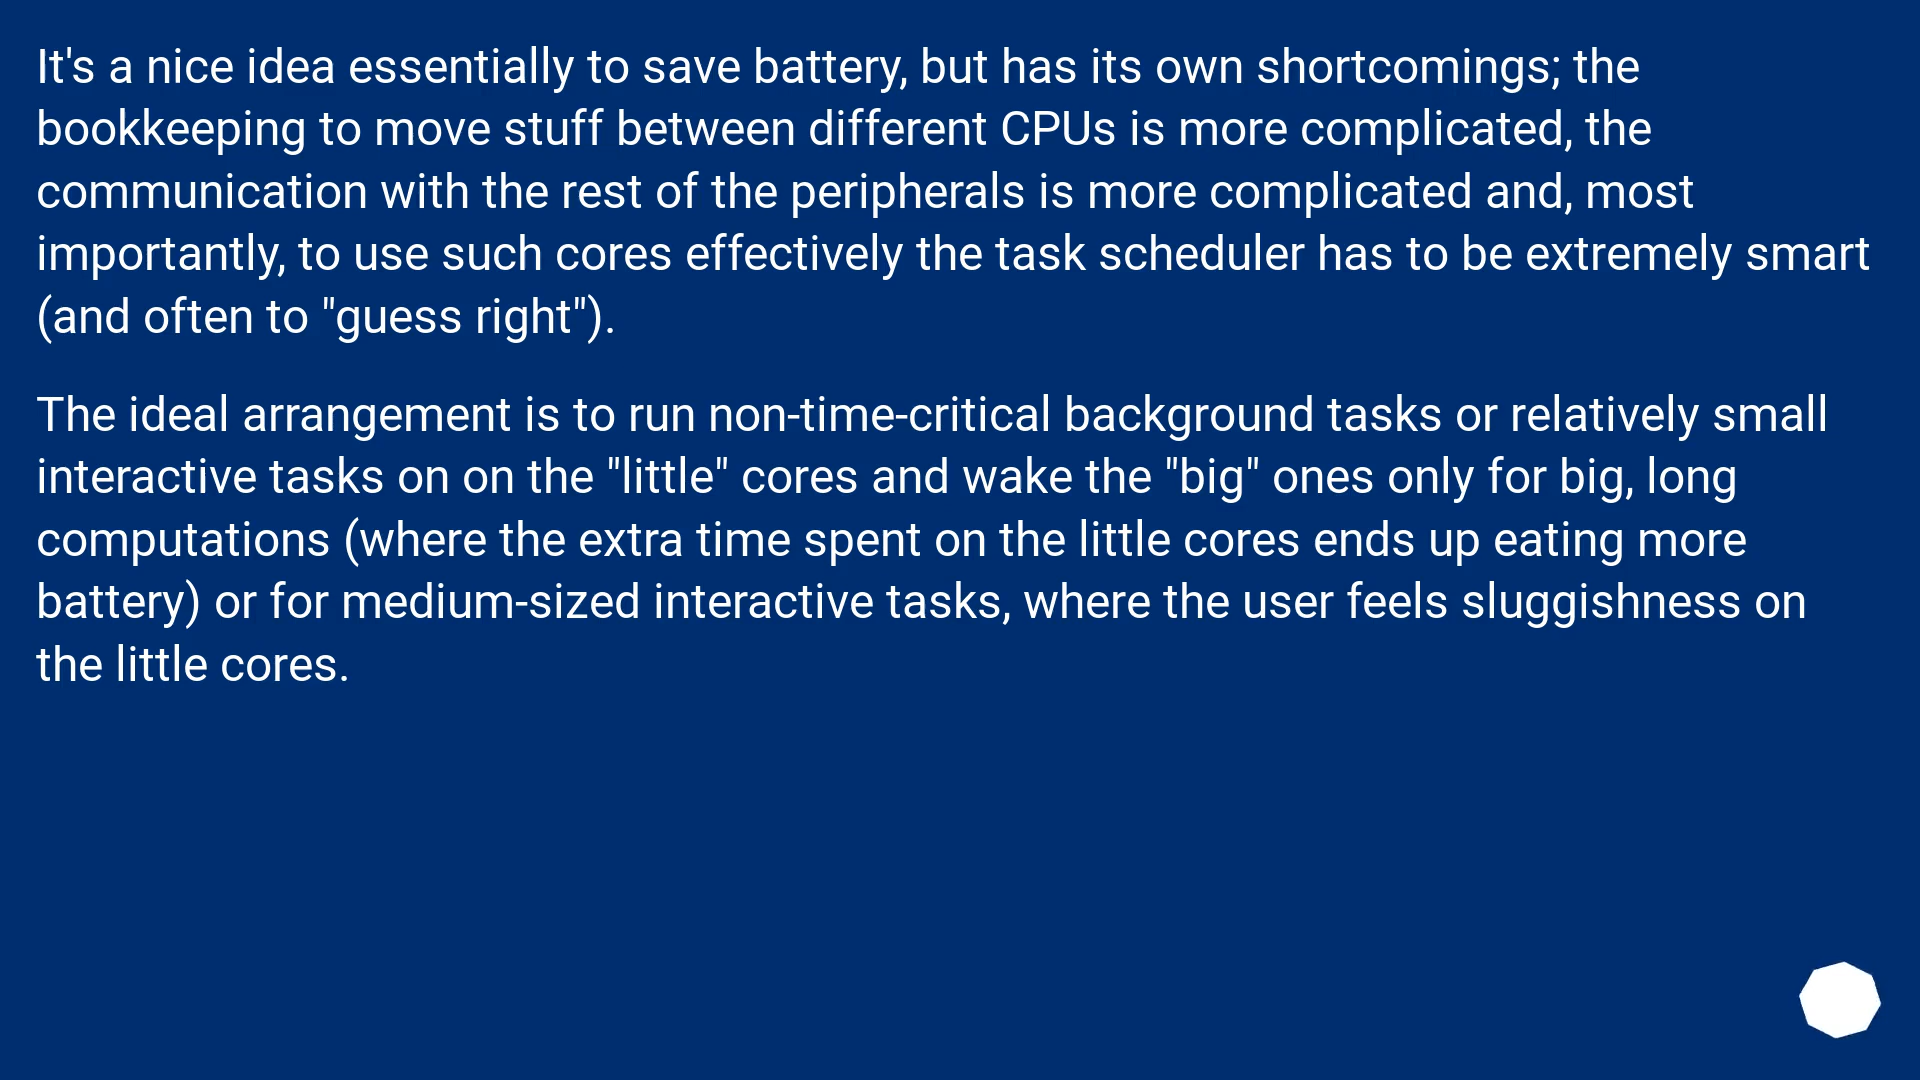 It's a nice idea essentially to save battery, but has its own shortcomings; the
bookkeeping to move stuff between different CPUs is more complicated, the
communication with the rest of the peripherals is more complicated and, most
importantly, to use such cores effectively the task scheduler has to be extremely smart
(and often to "guess right").
The ideal arrangement is to run non-time-critical background tasks or relatively small
interactive tasks on on the "little" cores and wake the "big" ones only for big, long
computations (where the extra time spent on the little cores ends up eating more
battery) or for medium-sized interactive tasks, where the user feels sluggishness on
the little cores.